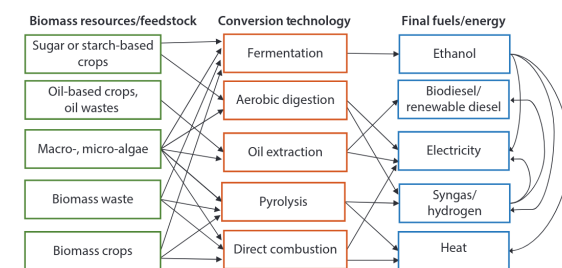 Biomass resources/feedstock
Conversion technology
Final fuels/energy
Sugar or starch-based
crops
Fermentation
Ethanol
Oil-based crops,
oil wastes
Aerobic digestion
Biodiesel/
renewable diesel
Macro-, micro-algae
Oil extraction
Electricity
Biomass waste
Pyrolysis
Syngas/
hydrogen
Biomass crops
Direct combustion
Heat